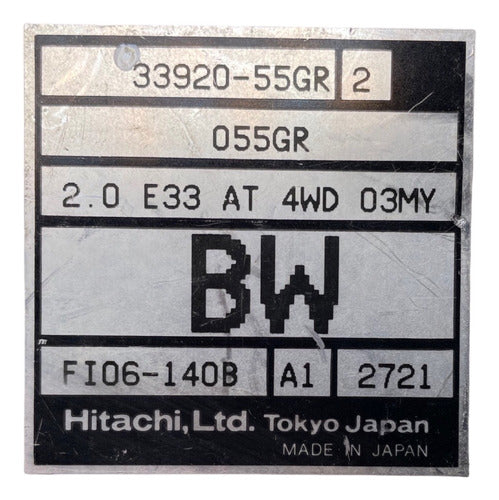 33920-55GR 2
055GR
2.0 E33 AT 4WD 03MY
BW
FI06-140B A1 2721
Hitachi, Ltd. Tokyo Japan
MADE IN JAPAN